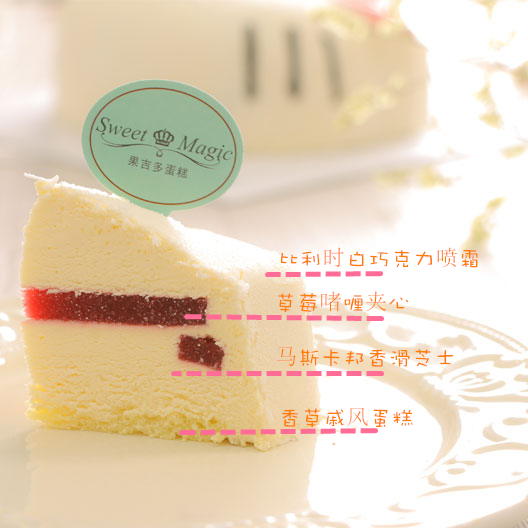 Sweet Magic
果吉多蛋糕
比利时白巧克力喷霜
草莓啫喱夹心
马斯卡邦香滑芝士
香草戚风蛋糕